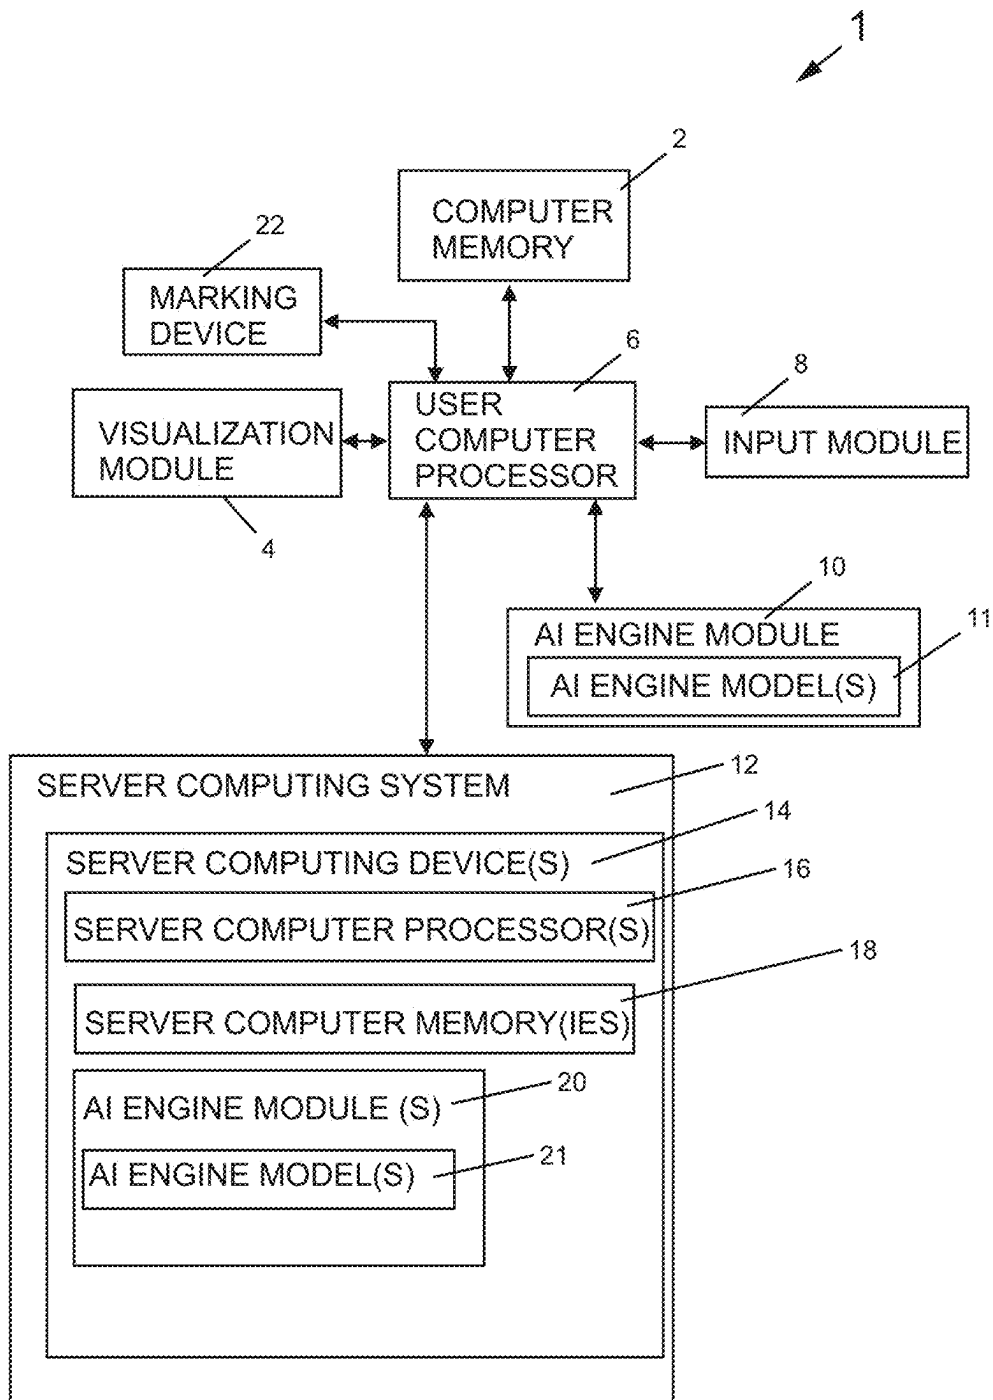 1
2
COMPUTER
MEMORY
22
MARKING
DEVICE
6
USER
COMPUTER
PROCESSOR
8
INPUT MODULE
VISUALIZATION
MODULE
4
10
AI ENGINE MODULE
11
AI ENGINE MODEL(S)
SERVER COMPUTING SYSTEM
12
14
SERVER COMPUTING DEVICE(S)
16
SERVER COMPUTER PROCESSOR(S)
18
SERVER COMPUTER MEMORY(IES)
20
AI ENGINE MODULE (S)
21
AI ENGINE MODEL(S)